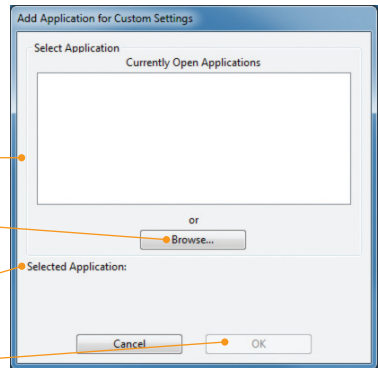 Add Application for Custom Settings
Select Application
Currently Open Applications
or
Browse...
Selected Application:
Cancel OK